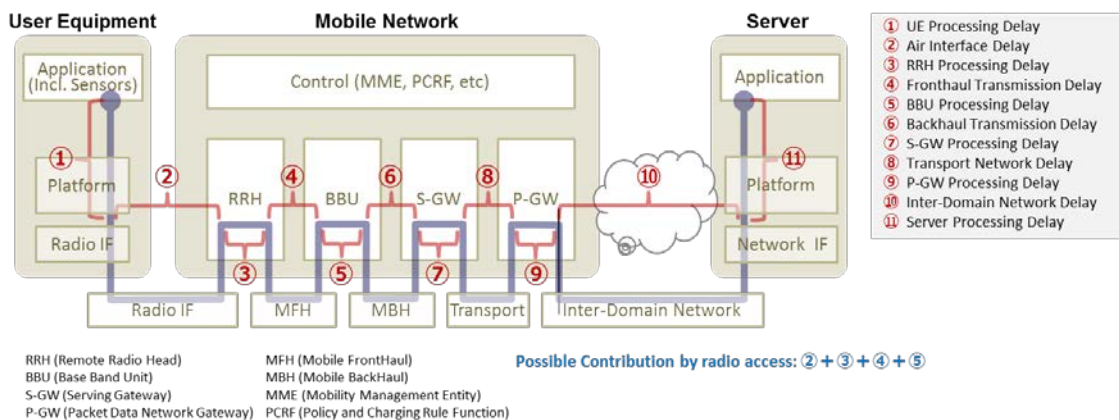 User Equipment
Mobile Network
Server
Application
(Incl. Sensors)
Control (MME, PCRF, etc)
Application
①
Platform
②
Radio IF
RRH
④
BBU
⑥
S-GW
⑧
P-GW
③
⑤
⑦
⑨
⑩
⑪
Platform
Network IF
Radio IF
MFH
MBH
Transport
Inter-Domain Network
① UE Processing Delay
② Air Interface Delay
③ RRH Processing Delay
④ Fronthaul Transmission Delay
⑤ BBU Processing Delay
⑥ Backhaul Transmission Delay
⑦ S-GW Processing Delay
⑧ Transport Network Delay
⑨ P-GW Processing Delay
⑩ Inter-Domain Network Delay
⑪ Server Processing Delay
RRH (Remote Radio Head)
BBU (Base Band Unit)
S-GW (Serving Gateway)
P-GW (Packet Data Network Gateway)
MFH (Mobile FrontHaul)
MBH (Mobile BackHaul)
MME (Mobility Management Entity)
PCRF (Policy and Charging Rule Function)
Possible Contribution by radio access: ②+③+④+⑤